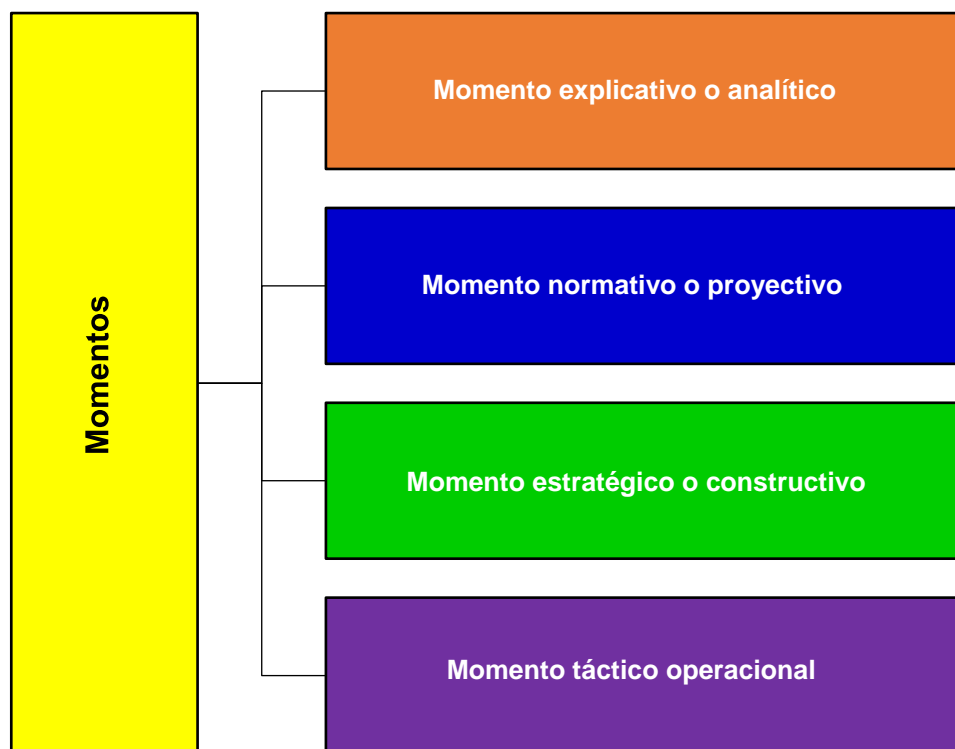 Momentos
Momento explicativo o analítico
Momento normativo o proyectivo
Momento estratégico o constructivo
Momento táctico operacional